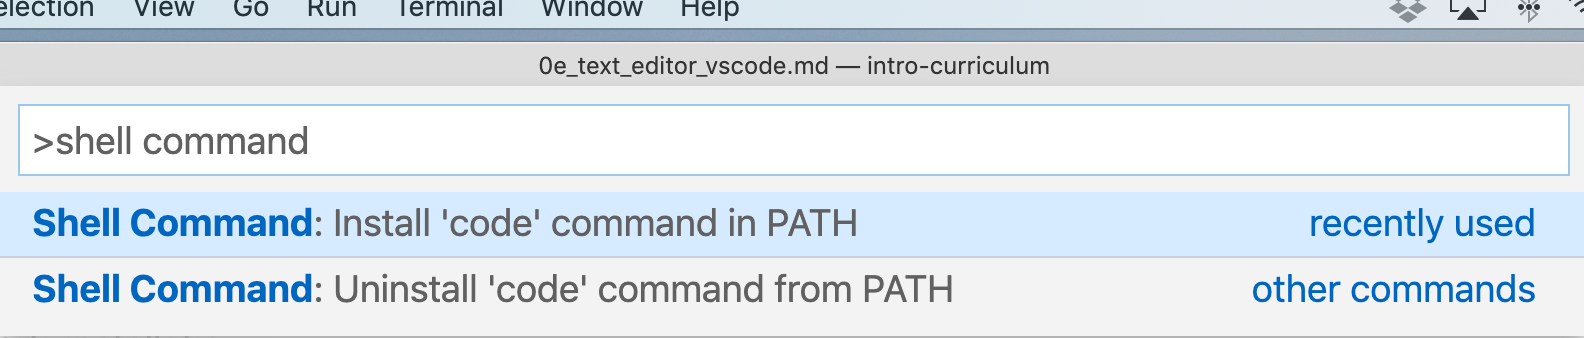 election View Go Run Terminal Window Help
0e_text_editor_vscode.md — intro-curriculum
>shell command
Shell Command: Install 'code' command in PATH recently used
Shell Command: Uninstall 'code' command from PATH other commands